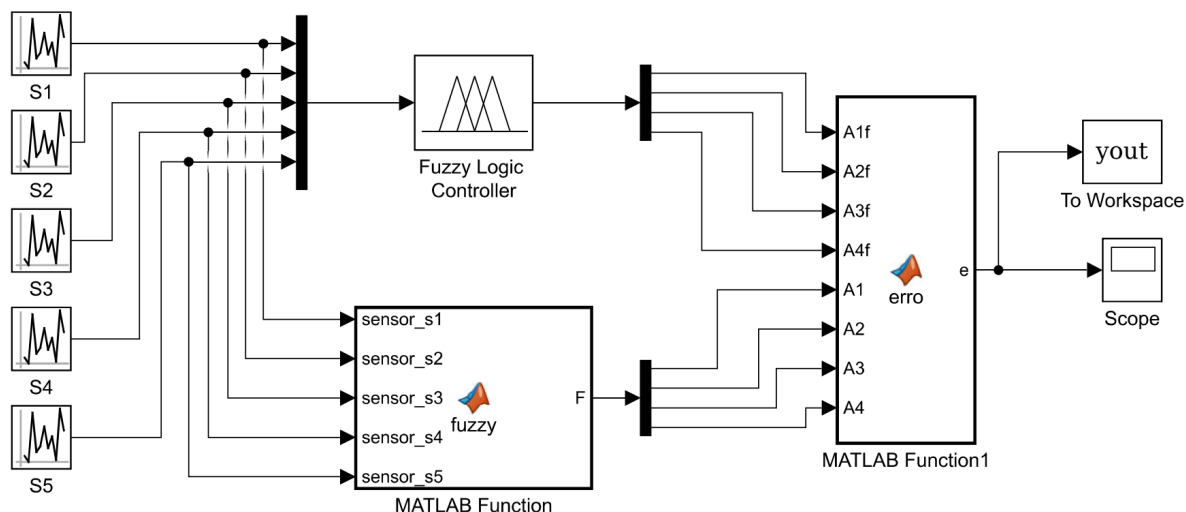 S1
S2
S3
S4
S5
Fuzzy Logic
Controller
sensor_s1
sensor_s2
sensor_s3
sensor_s4
sensor_s5
fuzzy
F
MATLAB Function
A1f
A2f
A3f
A4f
A1
A2
A3
A4
erro
e
MATLAB Function1
yout
To Workspace
Scope